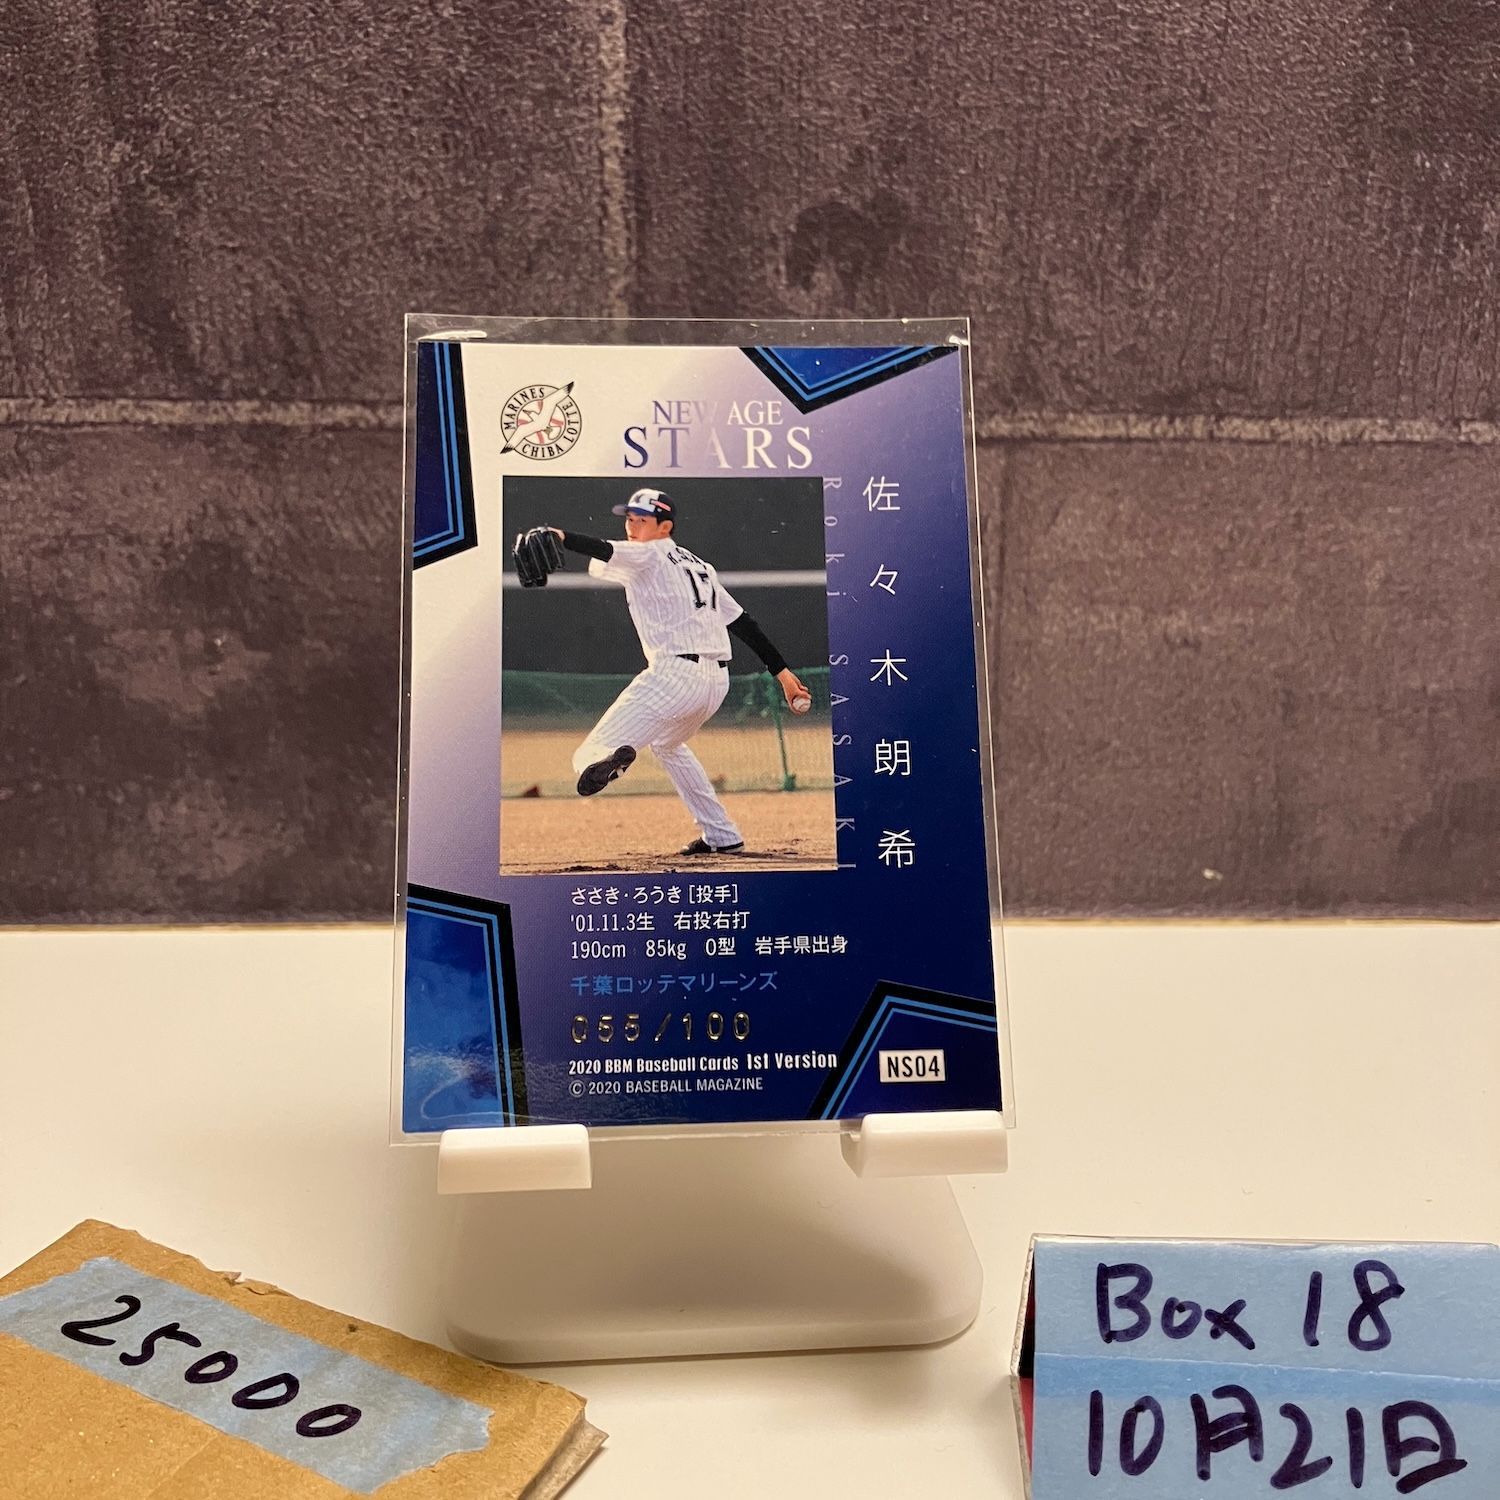 MARINES
CHIBA LOTTE
NEW AGE
STARS
佐々木朗希
Roki SASAKI
17
ささき・ろうき[投手]
'01.11.3生 右投右打
190cm 85kg O型 岩手県出身
千葉ロッテマリーンズ
055/100
2020 BBM Baseball Cards 1st Version
© 2020 BASEBALL MAGAZINE
NS04
25000
Box 18
10月21日